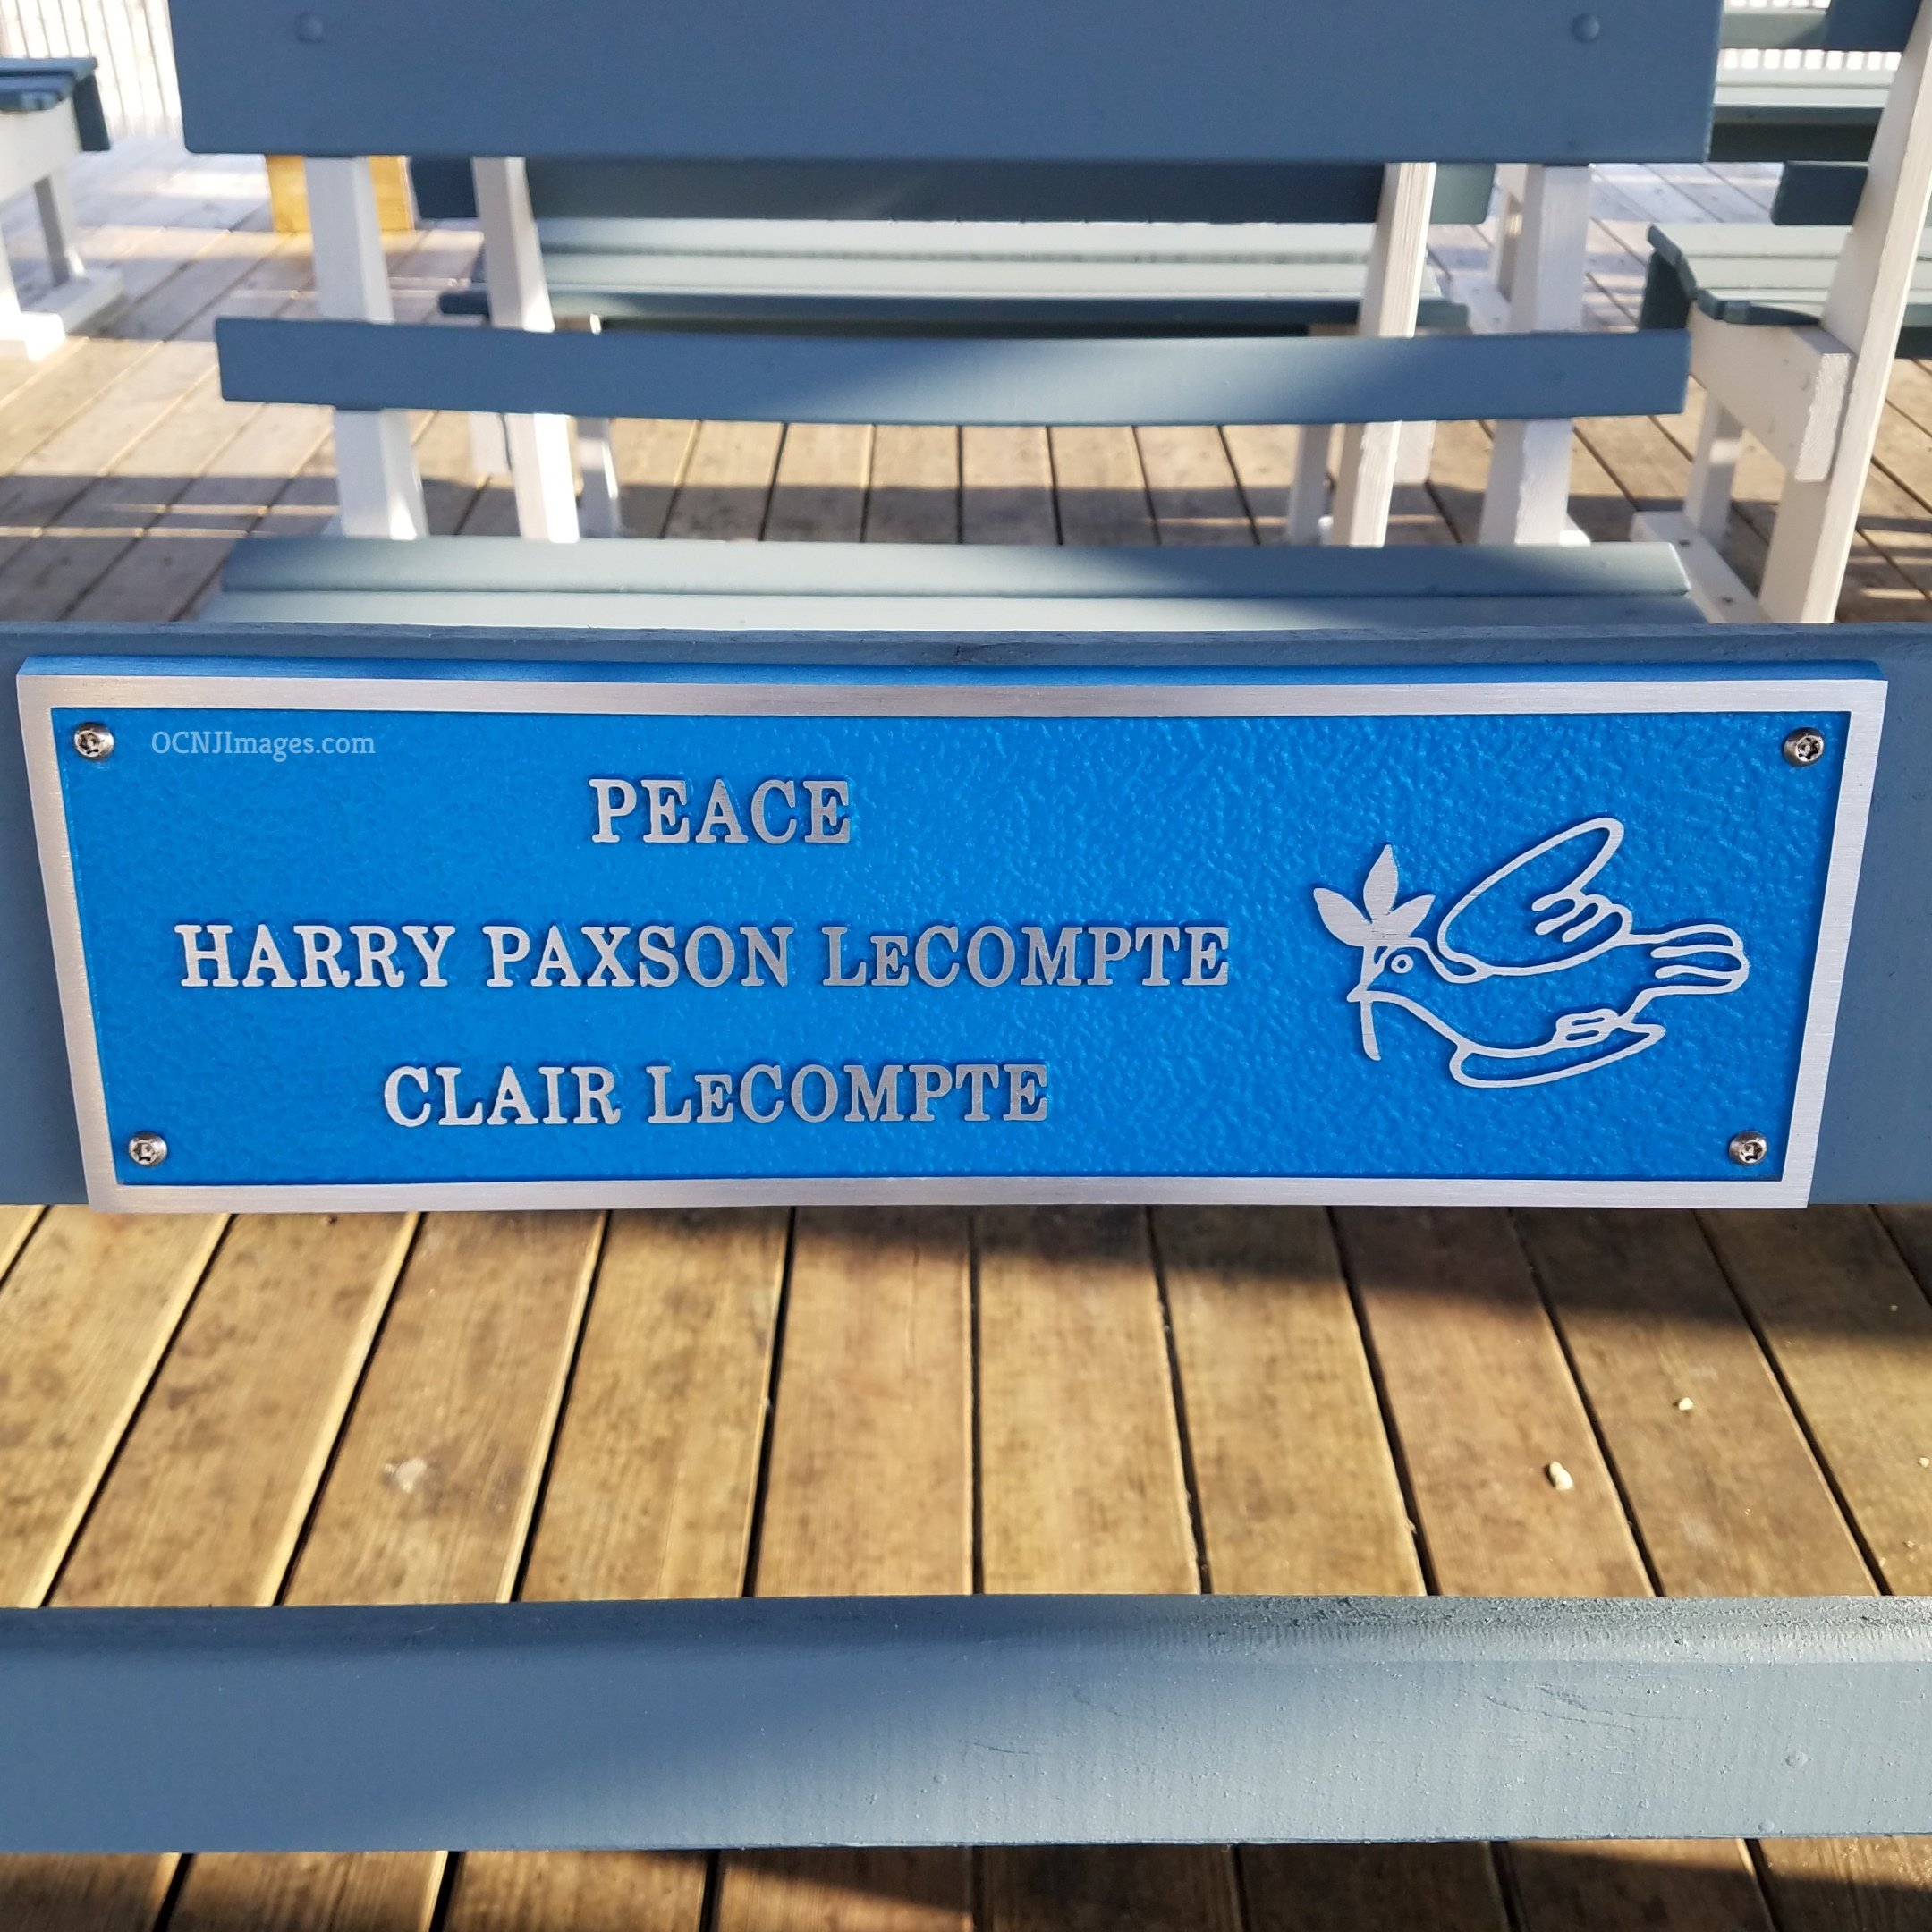 OCNJImages.com
PEACE
HARRY PAXSON LeCOMPTE
CLAIR LeCOMPTE